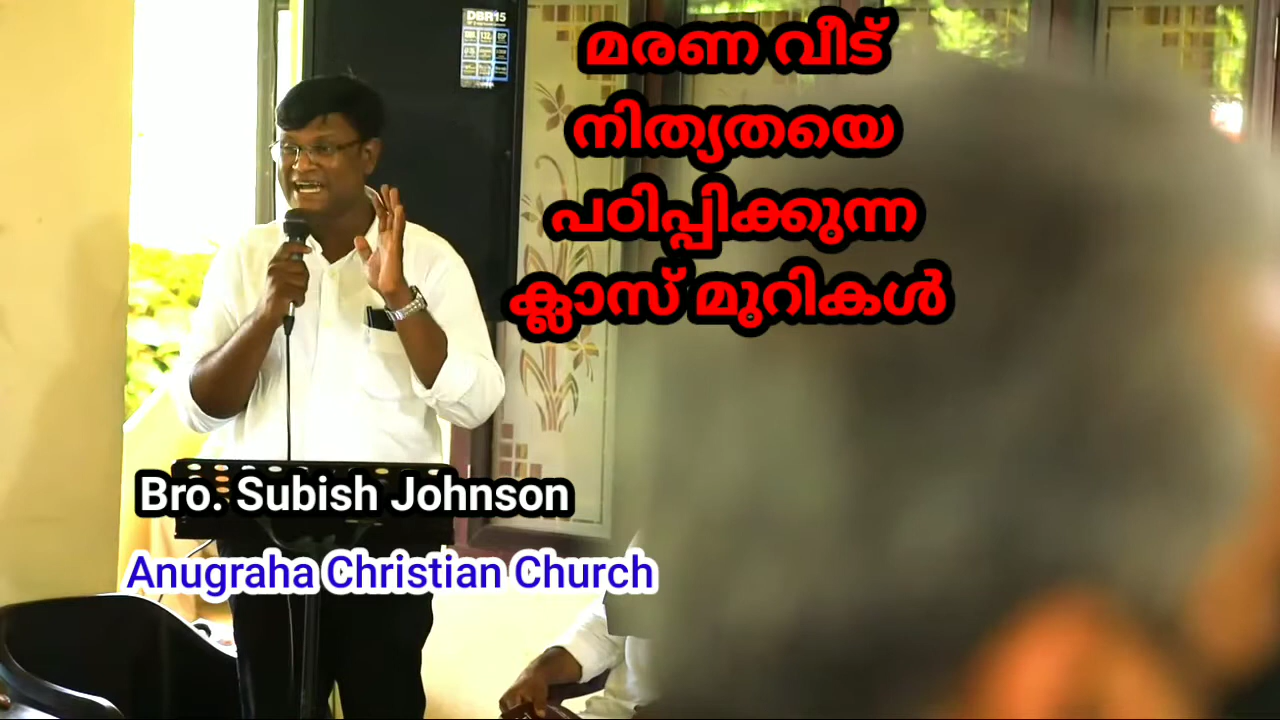 DBR15
മരണ വീട്
നിത്യതയെ
പഠിപ്പിക്കുന്ന
ക്ലാസ് മുറികൾ
Bro. Subish Johnson
Anugraha Christian Church